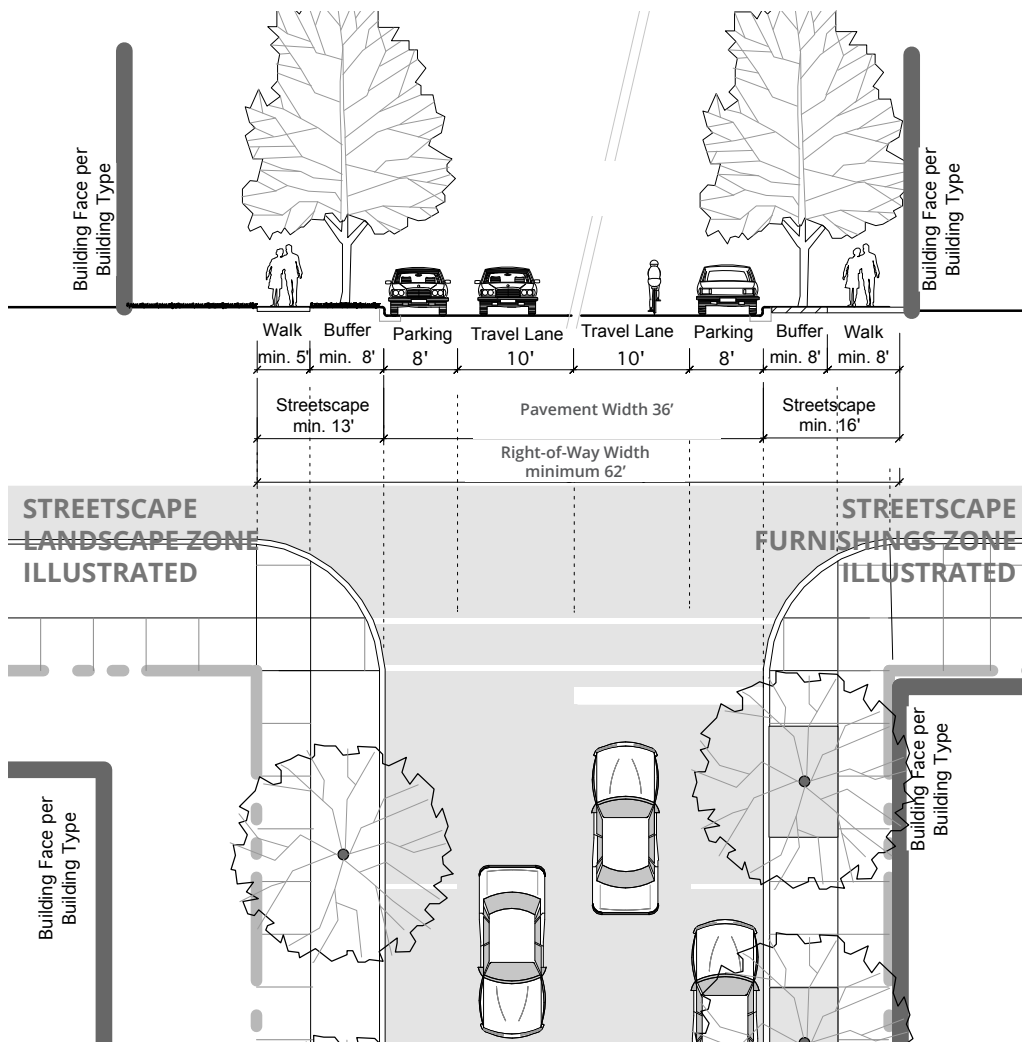 Building Face per
Building Type
Building Face per
Building Type
Walk
Buffer
Parking
Travel Lane
Travel Lane
Parking
Buffer
Walk
min. 5'
min. 8'
8'
10'
10'
8'
min. 8'
min. 8'
Streetscape
min. 13'
Pavement Width 36’
Streetscape
min. 16'
Right-of-Way Width
minimum 62’
STREETSCAPE
LANDSCAPE ZONE
ILLUSTRATED
STREETSCAPE
FURNISHINGS ZONE
ILLUSTRATED
Building Face per
Building Type
Building Face per
Building Type